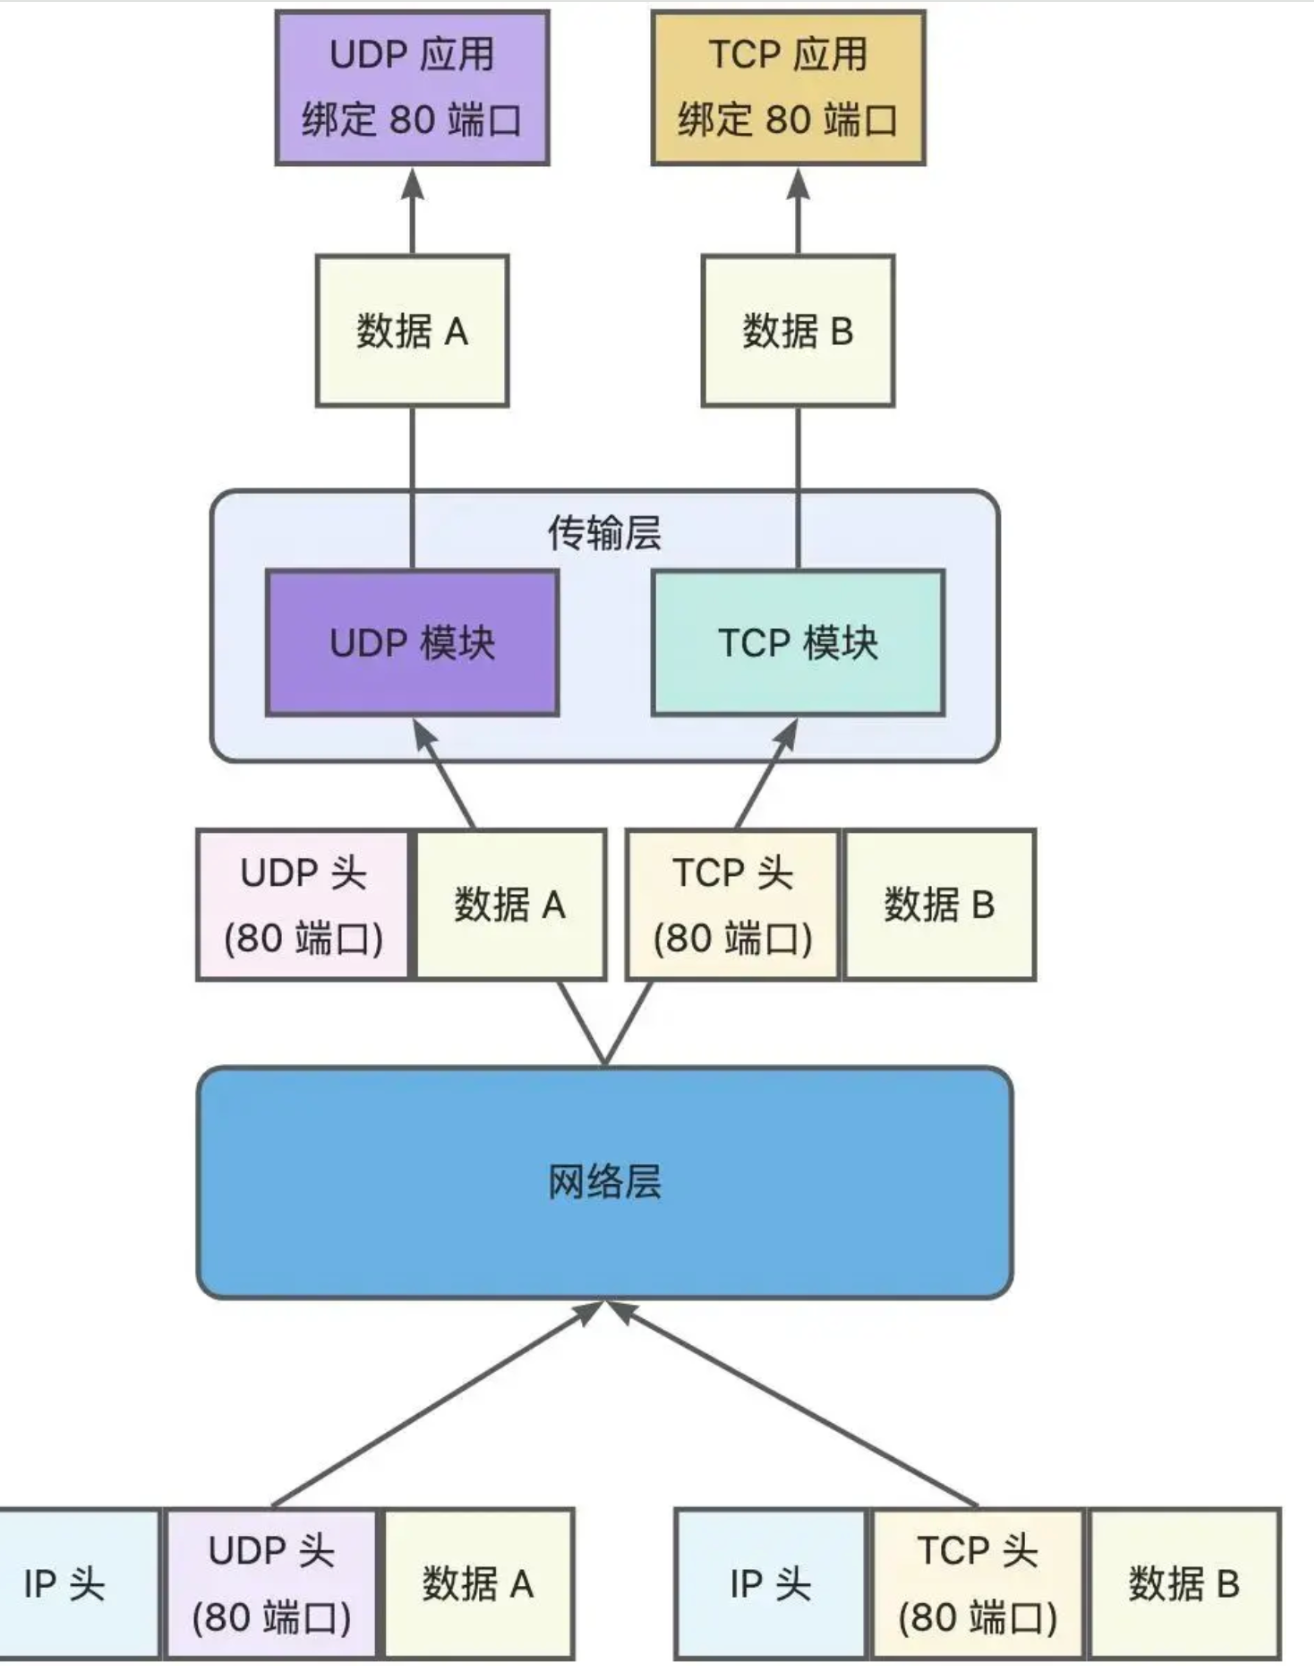 UDP 应用
绑定 80 端口
TCP 应用
绑定 80 端口
数据 A
数据 B
传输层
UDP 模块
TCP 模块
UDP 头
(80 端口)
数据 A
TCP 头
(80 端口)
数据 B
网络层
IP 头
UDP 头
(80 端口)
数据 A
IP 头
TCP 头
(80 端口)
数据 B